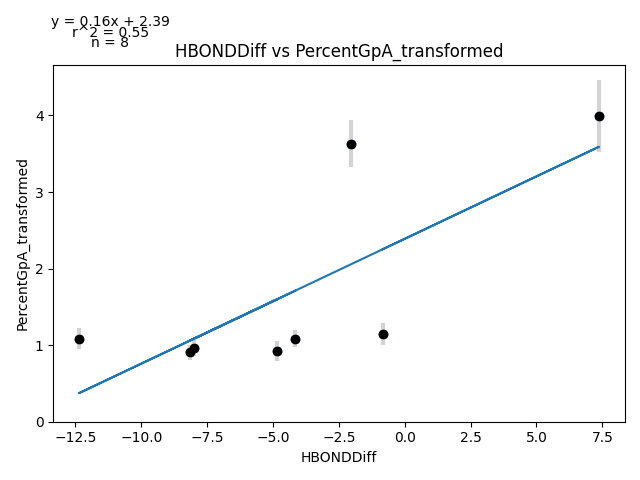 y = 0.16x + 2.39
r^2 = 0.55
n = 8
HBONDDiff vs PercentGpA_transformed
PercentGpA_transformed
4
3
2
1
0
−12.5 −10.0 −7.5 −5.0 −2.5 0.0 2.5 5.0 7.5
HBONDDiff